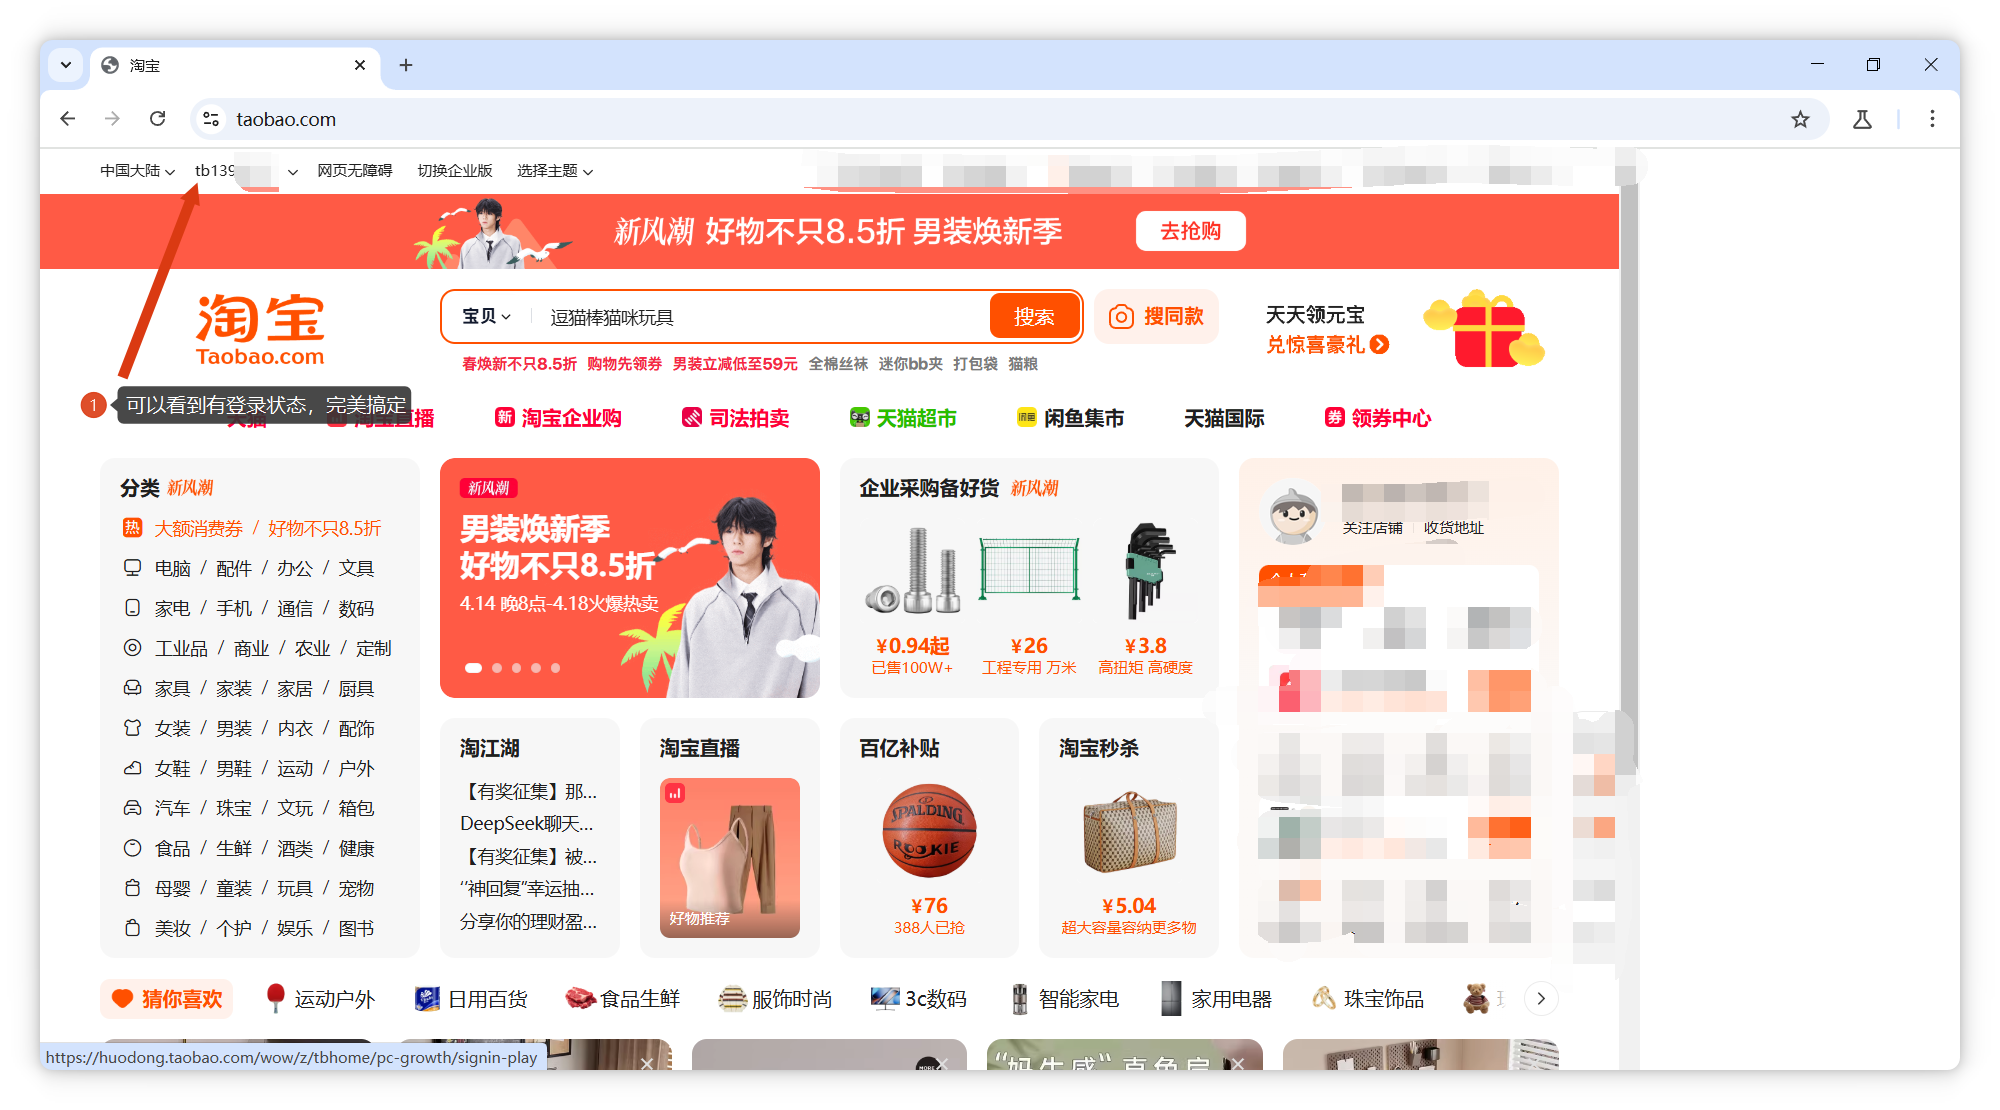 淘宝
taobao.com
中国大陆
tb139
网页无障碍
切换企业版
选择主题
新风潮 好物不只8.5折 男装焕新季
去抢购
淘宝
Taobao.com
宝贝
逗猫棒猫咪玩具
搜索
搜同款
天天领元宝
兑惊喜豪礼
春焕新不只8.5折 购物先领券 男装立减低至59元 全棉丝袜 迷你bb夹 打包袋 猫粮
1 可以看到有登录状态，完美搞定
天猫
淘宝直播
新 淘宝企业购
司法拍卖
天猫超市
闲鱼 闲鱼集市
天猫国际
券 领券中心
分类 新风潮
热 大额消费券 / 好物不只8.5折
电脑 / 配件 / 办公 / 文具
家电 / 手机 / 通信 / 数码
工业品 / 商业 / 农业 / 定制
家具 / 家装 / 家居 / 厨具
女装 / 男装 / 内衣 / 配饰
女鞋 / 男鞋 / 运动 / 户外
汽车 / 珠宝 / 文玩 / 箱包
食品 / 生鲜 / 酒类 / 健康
母婴 / 童装 / 玩具 / 宠物
美妆 / 个护 / 娱乐 / 图书
新风潮
男装焕新季
好物不只8.5折
4.14 晚8点-4.18火爆热卖
企业采购备好货 新风潮
¥0.94起
已售100W+
¥26
工程专用 万米
¥3.8
高扭矩 高硬度
关注店铺
收货地址
淘江湖
【有奖征集】那...
DeepSeek聊天...
【有奖征集】被...
“神回复”幸运抽...
分享你的理财盈...
淘宝直播
好物推荐
百亿补贴
SPALDING
ROOKIE
¥76
388人已抢
淘宝秒杀
¥5.04
超大容量容纳更多物
猜你喜欢
运动户外
日用百货
食品生鲜
服饰时尚
3c数码
智能家电
家用电器
珠宝饰品
https://huodong.taobao.com/wow/z/tbhome/pc-growth/signin-play
MORE